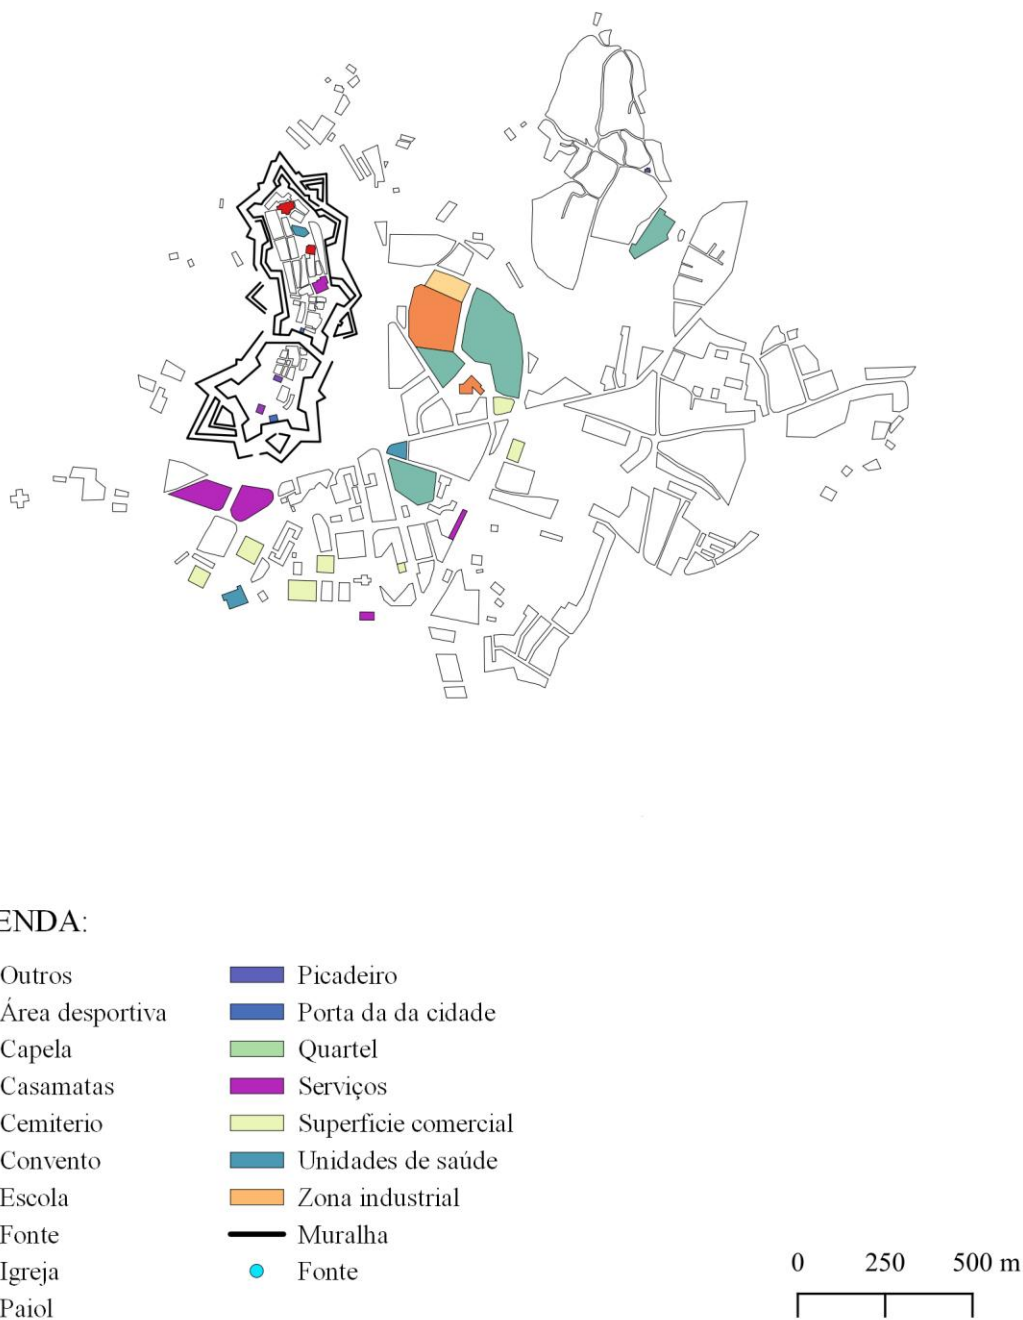 ENDA:
Outros
Área desportiva
Capela
Casamatas
Cemiterio
Convento
Escola
Fonte
Igreja
Paiol
Picadeiro
Porta da da cidade
Quartel
Serviços
Superficie comercial
Unidades de saúde
Zona industrial
Muralha
Fonte
0 250 500 m